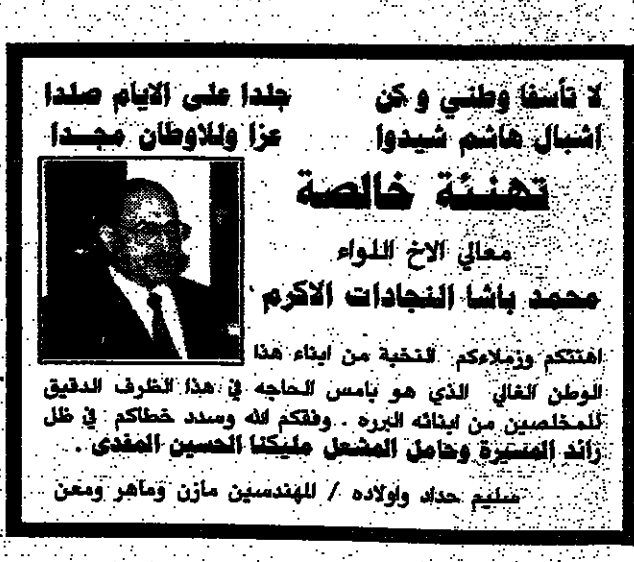 لا تأسفا وطني و كن جلدا على الايام صلدا
اشبال هاشم شيدوا عزا وللاوطان مجدا
تهنئة خالصة
معالي الاخ اللواء
محمد باشا النجادات الاكرم
اهنئكم وزملاءكم النخبة من ابناء هذا
الوطن الغالي الذي هو بامس الحاجه في هذا الظرف الدقيق
للمخلصين من ابنائه البرره . . وفقكم الله وسدد خطاكم في ظل
رائد المسيرة وحامل المشعل مليكنا الحسين المفدى .
سليم حداد واولاده / المهندسين مازن وماهر ومعن